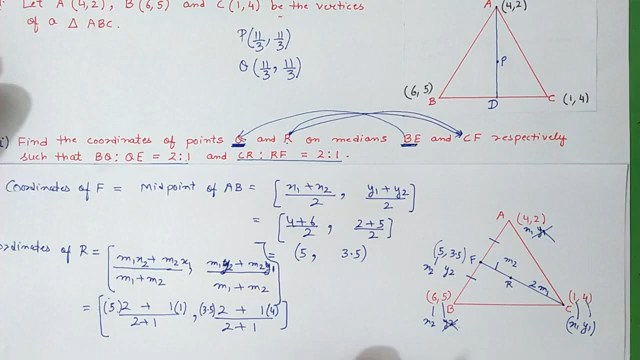 Let A(4,2), B(6,5) and C(1,4) be the vertices
of a Δ ABC.
P(11/3, 11/3)
Q(11/3, 11/3)
A (4,2)
P
(6,5)
B
D
C
(1,4)
i) Find the coordinates of points Q and R on medians BE and CF respectively
such that BQ:QE = 2:1 and CR:RF = 2:1.
Coordinates of F = Midpoint of AB = [x₁+x₂/2, y₁+y₂/2]
= [4+6/2, 2+5/2]
= (5, 3.5)
Coordinates of R = [m₁x₂+m₂x₁/m₁+m₂, m₁y₂+m₂y₁/m₁+m₂]
= [(5)2 + 1(1)/2+1, (3.5)2 + 1(4)/2+1]
A (4,2)
x₁ y₁
(5,3.5)
F
x₂ y₂
1 m₂
R
2 m₁
(6,5)
B
x₂ y₂
C
(1,4)
(x₁ y₁)